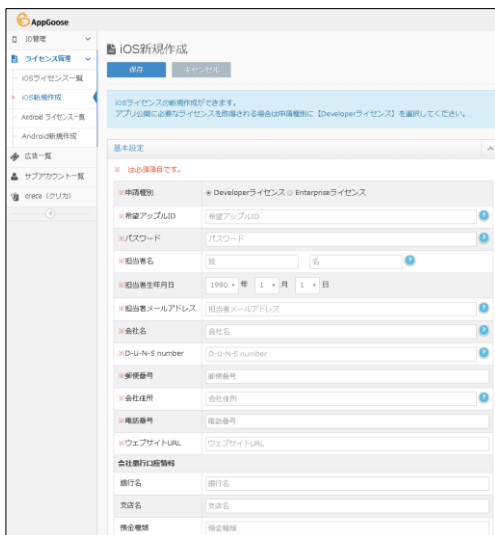 AppGoose
ID管理
ライセンス管理
iOSライセンス一覧
iOS新規作成
Android ライセンス一覧
Android新規作成
広告一覧
サブアカウント一覧
creca (クリカ)
iOS新規作成
保存
キャンセル
iOSライセンスの新規作成ができます。
アプリ公開に必要なライセンスを取得される場合は申請種別に【Developerライセンス】を選択してください。
基本設定
※ は必須項目です。
※申請種別 Developerライセンス Enterpriseライセンス
※希望アップルID 希望アップルID
※パスワード パスワード
※担当者名 姓 名
※担当者生年月日 1980 年 1 月 1 日
※担当者メールアドレス 担当者メールアドレス
※会社名 会社名
※D-U-N-S number D-U-N-S number
※郵便番号 郵便番号
※会社住所 会社住所
※電話番号 電話番号
※ウェブサイトURL ウェブサイトURL
会社銀行口座情報
銀行名 銀行名
支店名 支店名
預金種類 預金種類